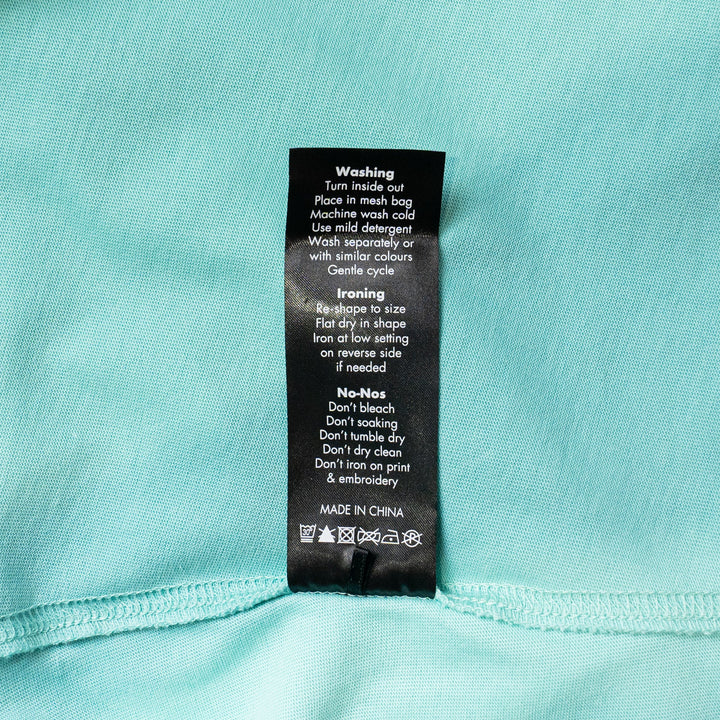 Washing
Turn inside out
Place in mesh bag
Machine wash cold
Use mild detergent
Wash separately or
with similar colours
Gentle cycle
Ironing
Re-shape to size
Flat dry in shape
Iron at low setting
on reverse side
if needed
No-Nos
Don't bleach
Don't soaking
Don't tumble dry
Don't dry clean
Don't iron on print
& embroidery
MADE IN CHINA